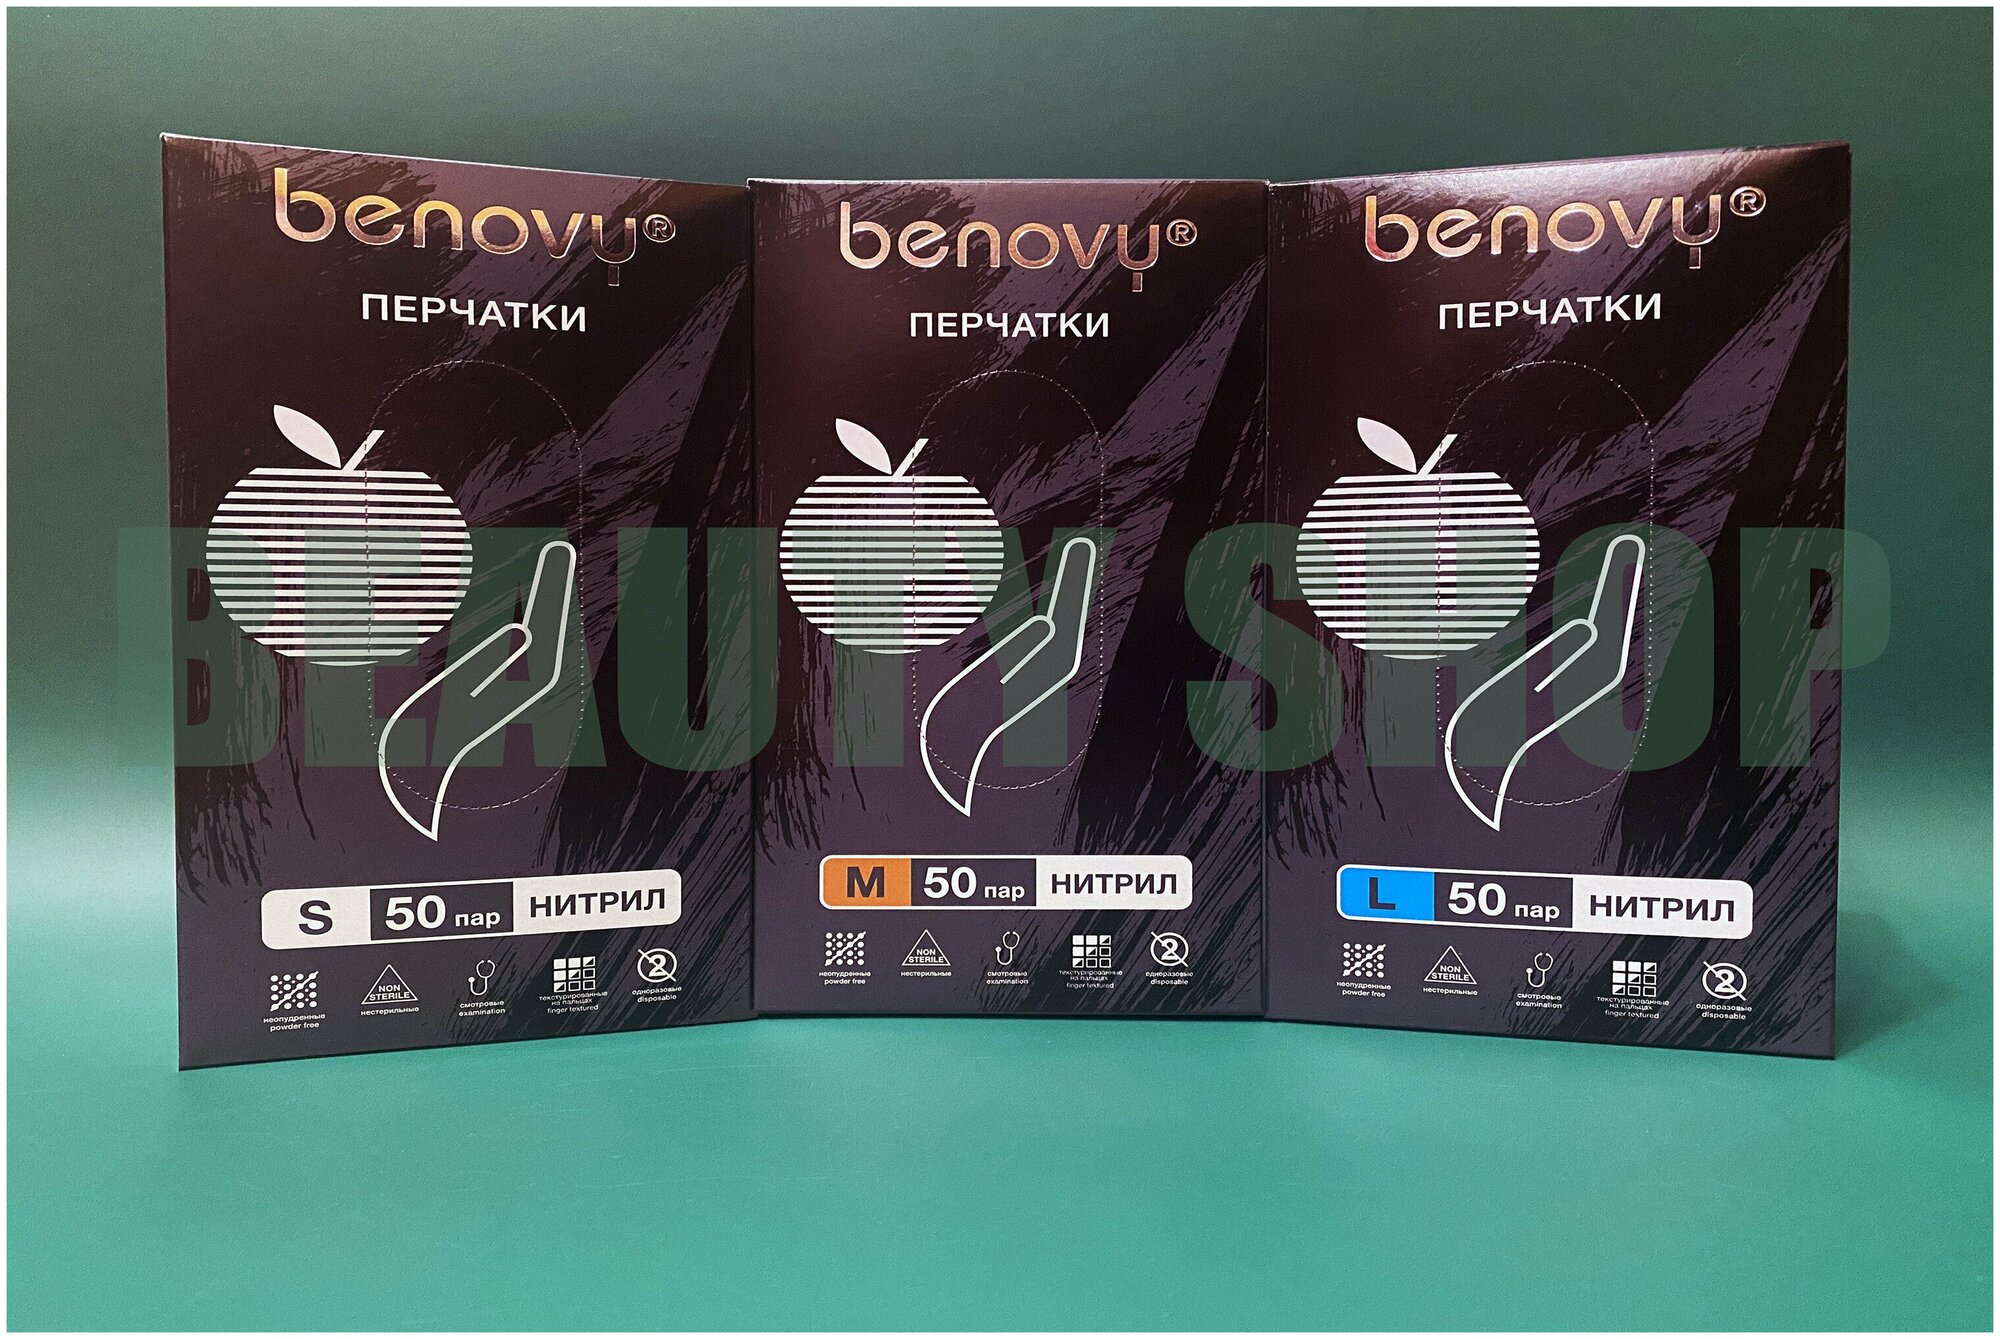 benovy®
ПЕРЧАТКИ
S 50 пар НИТРИЛ
неопудренные
powder free
NON
STERILE
нестерильные
смотровые
examination
текстурированные
на пальцах
finger textured
2
одноразовые
disposable
benovy®
ПЕРЧАТКИ
M 50 пар НИТРИЛ
неопудренные
powder free
NON
STERILE
нестерильные
смотровые
examination
текстурированные
на пальцах
finger textured
2
одноразовые
disposable
benovy®
ПЕРЧАТКИ
L 50 пар НИТРИЛ
неопудренные
powder free
NON
STERILE
нестерильные
смотровые
examination
текстурированные
на пальцах
finger textured
2
одноразовые
disposable
BEAUTY SHOP